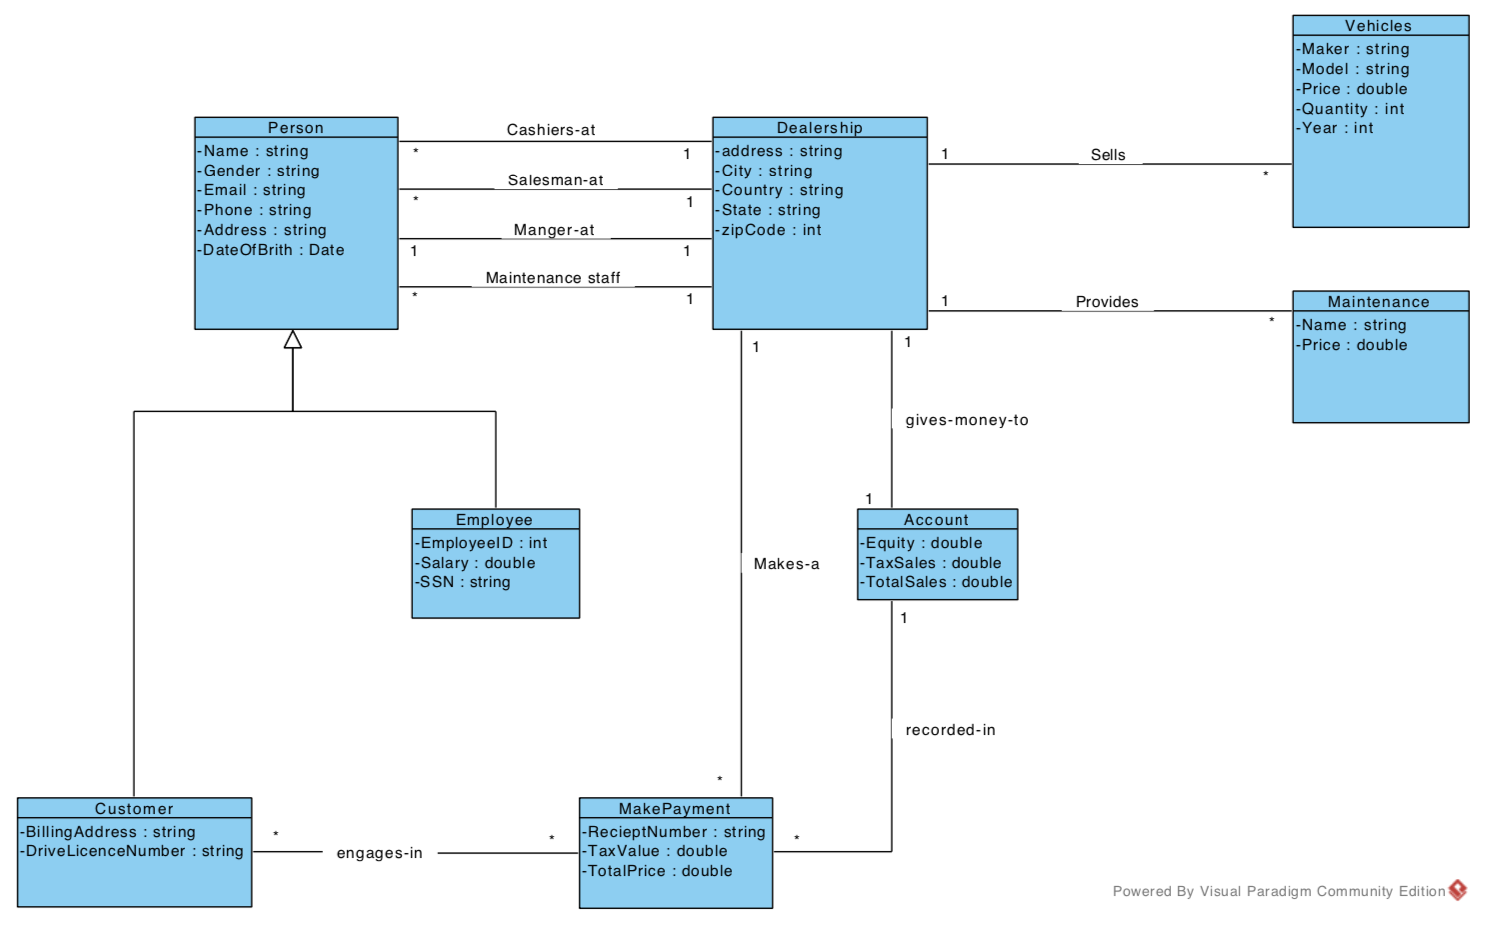 Vehicles
-Maker : string
-Model : string
-Price : double
-Quantity : int
-Year : int
Person
-Name : string
-Gender : string
-Email : string
-Phone : string
-Address : string
-DateOfBrith : Date
Cashiers-at
*
1
Salesman-at
*
1
Manger-at
1
1
Maintenance staff
*
1
Dealership
-address : string
-City : string
-Country : string
-State : string
-zipCode : int
1
Sells
*
1
Provides
*
Maintenance
-Name : string
-Price : double
1
1
gives-money-to
1
Employee
-EmployeeID : int
-Salary : double
-SSN : string
Account
-Equity : double
-TaxSales : double
-TotalSales : double
Makes-a
1
recorded-in
*
Customer
-BillingAddress : string
-DriveLicenceNumber : string
*
engages-in
*
MakePayment
-RecieptNumber : string
-TaxValue : double
-TotalPrice : double
*
Powered By Visual Paradigm Community Edition